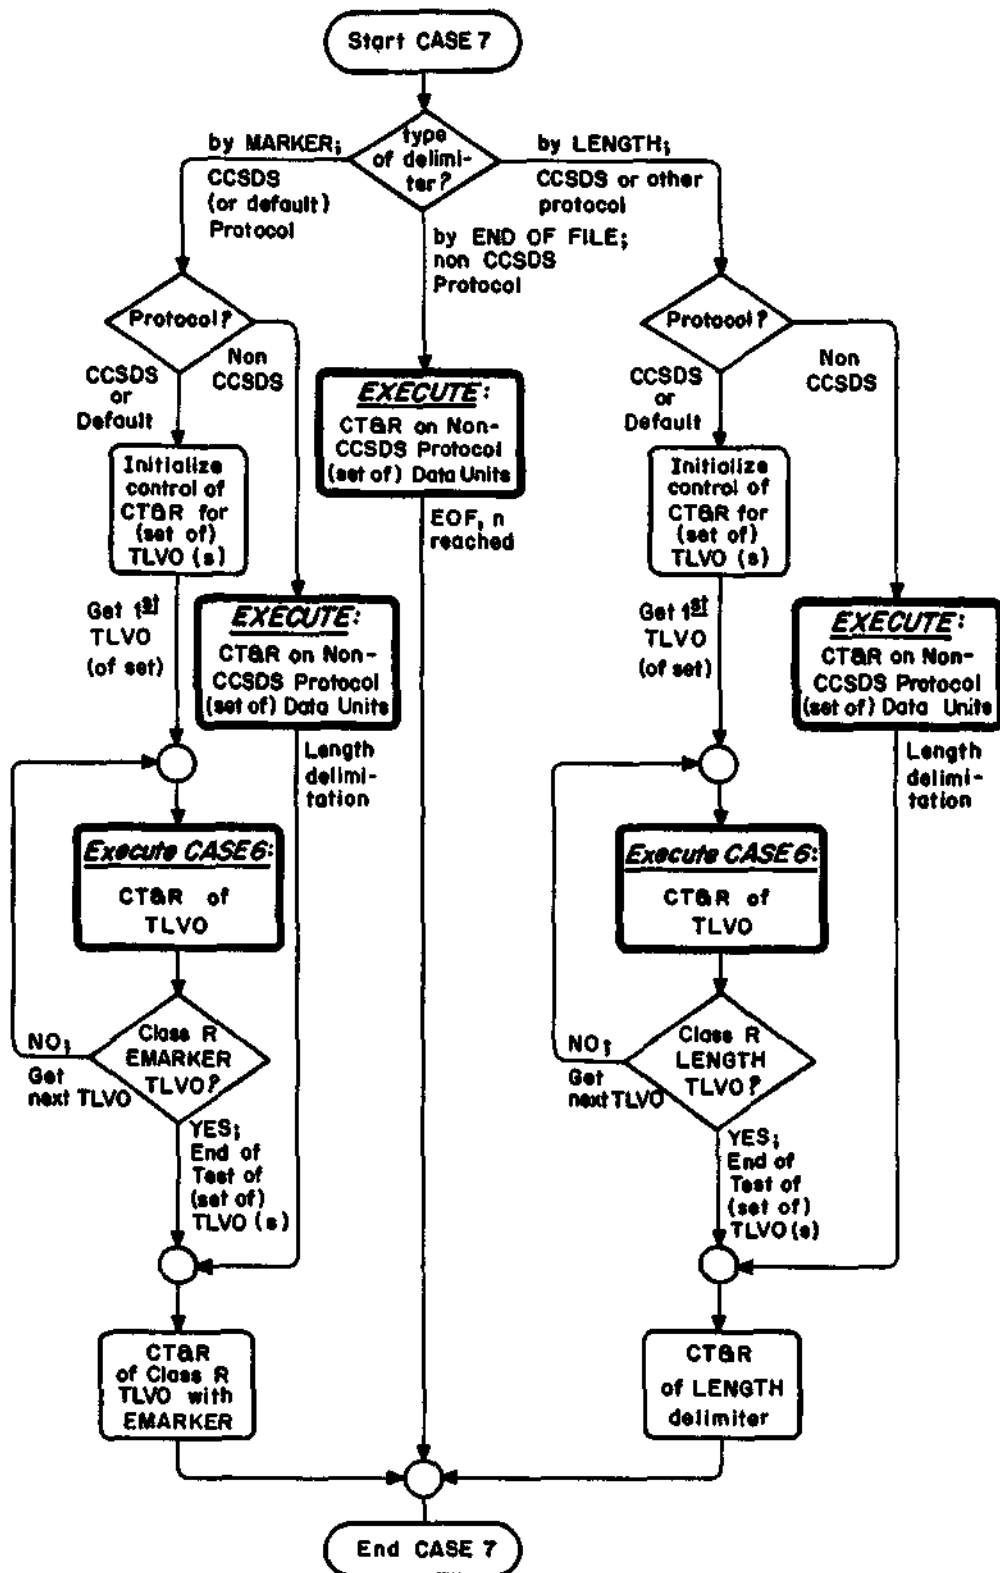 Start CASE 7
type
of delimi-
ter?
by MARKER;
CCSDS
(or default)
Protocol
by END OF FILE;
non CCSDS
Protocol
by LENGTH;
CCSDS or other
protocol
Protocol?
Non
CCSDS
CCSDS
or
Default
Initialize
control of
CT&R for
(set of)
TLVO (s)
Get 1st
TLVO
(of set)
EXECUTE:
CT&R on Non-
CCSDS Protocol
(set of) Data Units
Length
delimi-
tation
Execute CASE 6:
CT&R of
TLVO
Class R
EMARKER
TLVO?
NO;
Get
next TLVO
YES;
End of
Test of
(set of)
TLVO (s)
CT&R
of Class R
TLVO with
EMARKER
EXECUTE:
CT&R on Non-
CCSDS Protocol
(set of) Data Units
EOF, n
reached
Protocol?
Non
CCSDS
CCSDS
or
Default
Initialize
control of
CT&R for
(set of)
TLVO (s)
Get 1st
TLVO
(of set)
EXECUTE:
CT&R on Non-
CCSDS Protocol
(set of) Data Units
Length
delimi-
tation
Execute CASE 6:
CT&R of
TLVO
Class R
LENGTH
TLVO?
NO;
Get
next TLVO
YES;
End of
Test of
(set of)
TLVO (s)
CT&R
of LENGTH
delimiter
End CASE 7